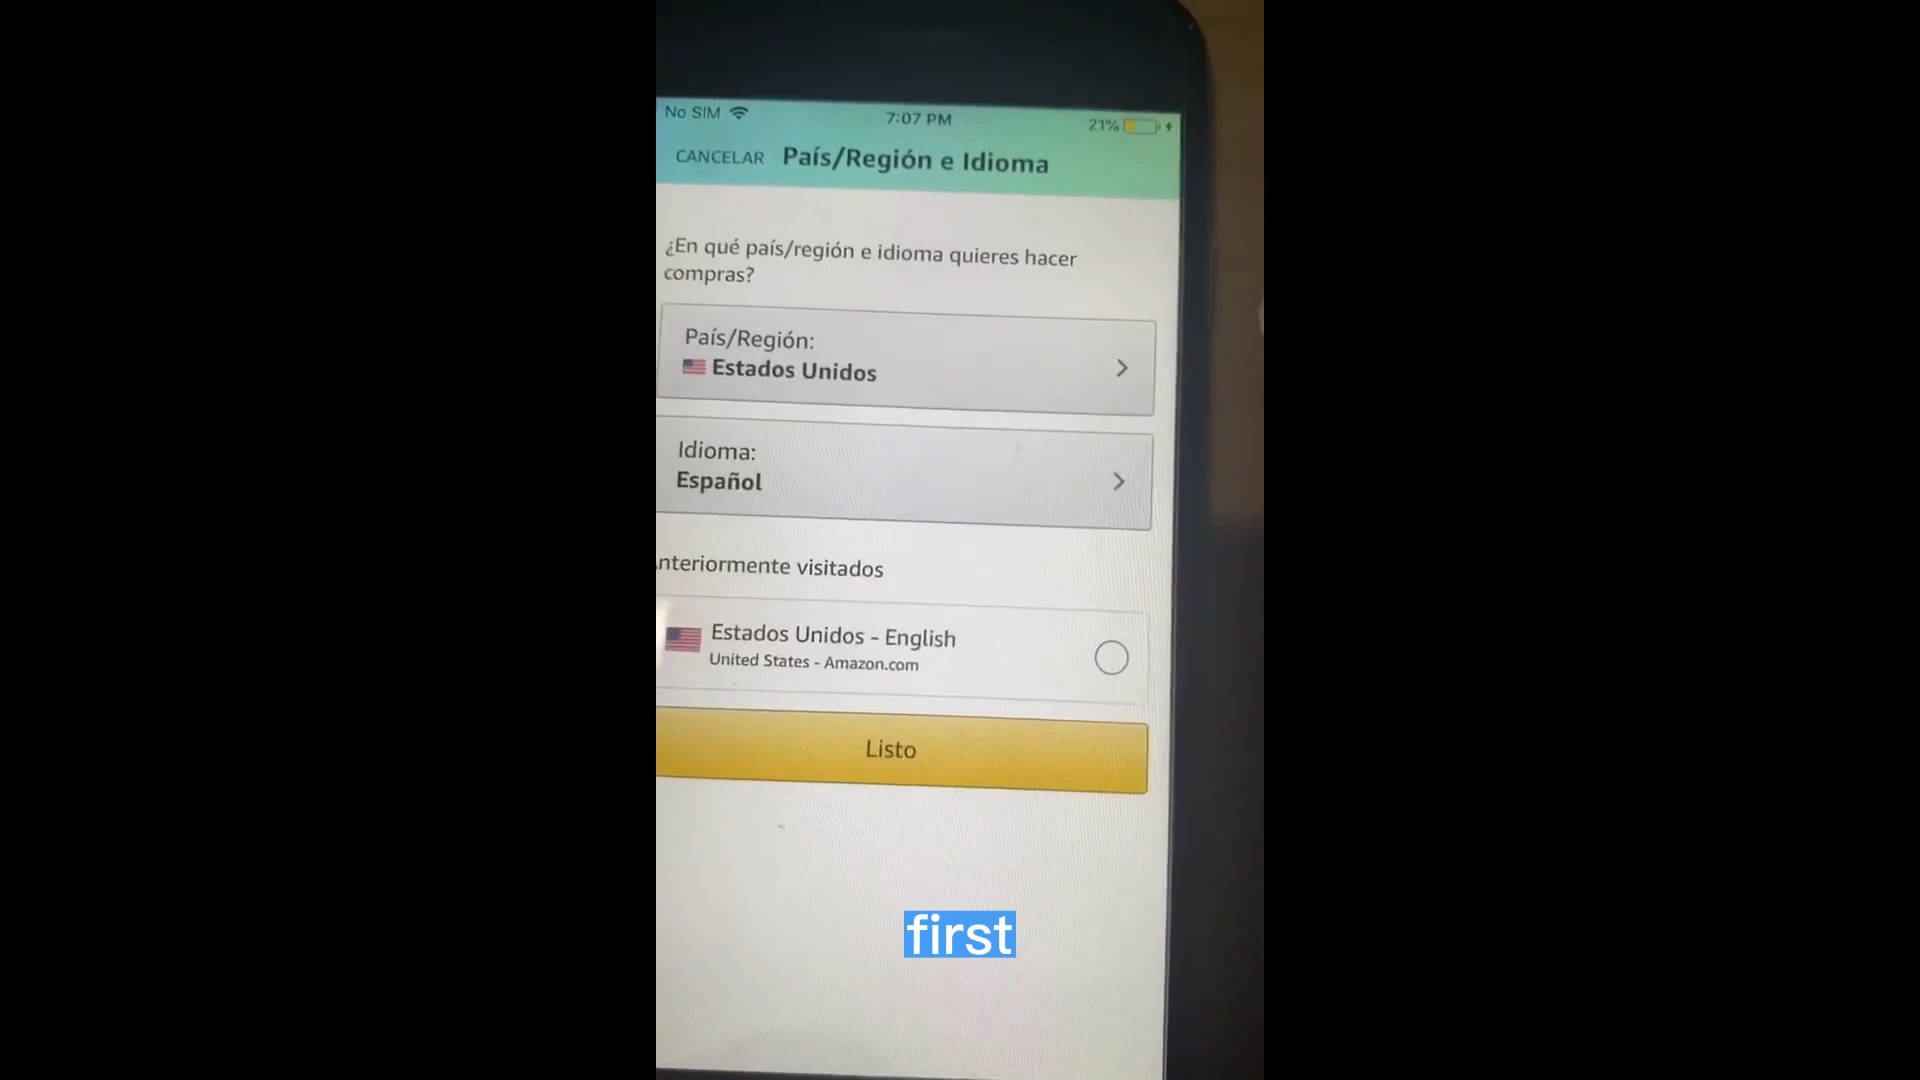 No SIM
7:07 PM
21%
CANCELAR
País/Región e Idioma
¿En qué país/región e idioma quieres hacer
compras?
País/Región:
Estados Unidos
Idioma:
Español
nteriormente visitados
Estados Unidos - English
United States - Amazon.com
Listo
first